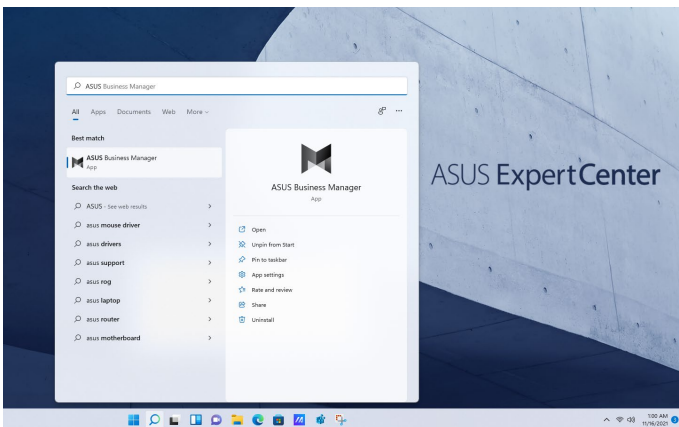 ASUS Business Manager
All Apps Documents Web More
Best match
ASUS Business Manager
App
Search the web
ASUS - See web results
asus mouse driver
asus drivers
asus support
asus rog
asus laptop
asus router
asus motherboard
ASUS Business Manager
App
Open
Unpin from Start
Pin to taskbar
App settings
Rate and review
Share
Uninstall
ASUS ExpertCenter
1:00 AM
11/16/2021